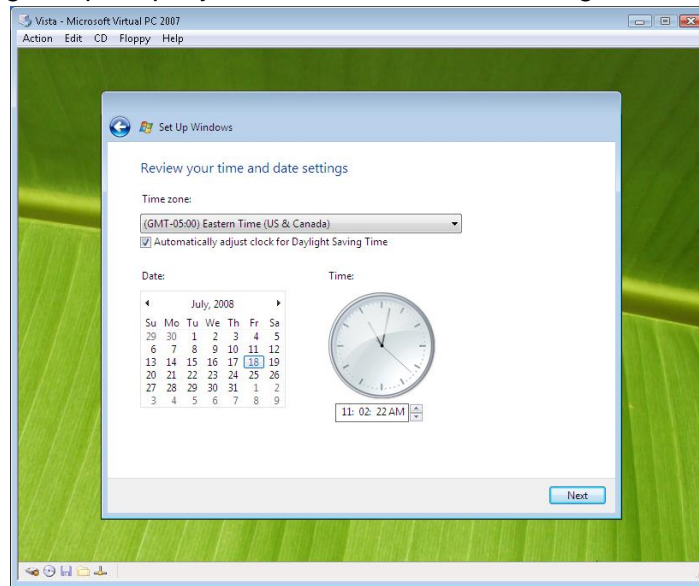 Vista - Microsoft Virtual PC 2007
Action Edit CD Floppy Help
Set Up Windows
Review your time and date settings
Time zone:
(GMT-05:00) Eastern Time (US & Canada)
Automatically adjust clock for Daylight Saving Time
Date: Time:
July, 2008
Su Mo Tu We Th Fr Sa
29 30 1 2 3 4 5
6 7 8 9 10 11 12
13 14 15 16 17 18 19
20 21 22 23 24 25 26
27 28 29 30 31 1 2
3 4 5 6 7 8 9
11: 02: 22 AM
Next